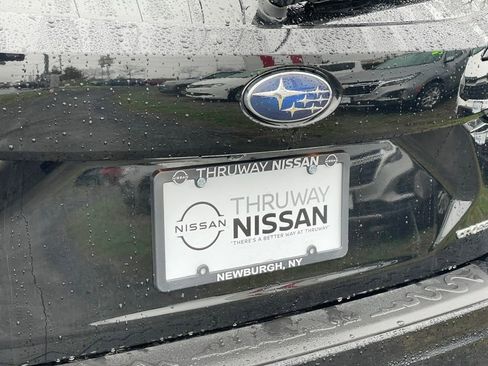 THRUWAY NISSAN
THRUWAY
NISSAN
NISSAN
"THERE'S A BETTER WAY AT THRUWAY"
NEWBURGH, NY